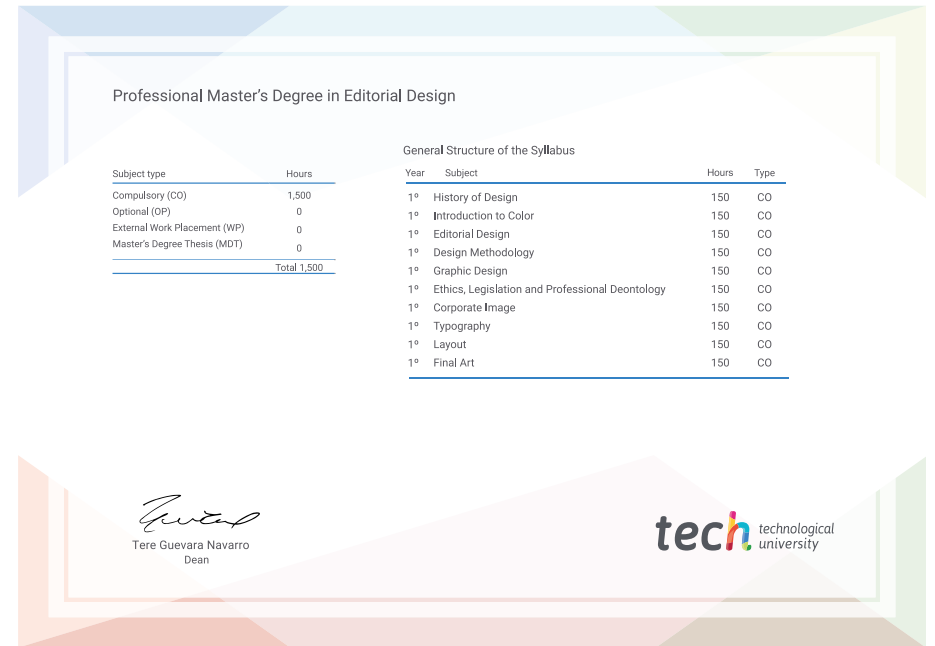 Professional Master's Degree in Editorial Design
Subject type Hours
Compulsory (CO) 1,500
Optional (OP) 0
External Work Placement (WP) 0
Master's Degree Thesis (MDT) 0
Total 1,500
General Structure of the Syllabus
Year Subject Hours Type
1º History of Design 150 CO
1º Introduction to Color 150 CO
1º Editorial Design 150 CO
1º Design Methodology 150 CO
1º Graphic Design 150 CO
1º Ethics, Legislation and Professional Deontology 150 CO
1º Corporate Image 150 CO
1º Typography 150 CO
1º Layout 150 CO
1º Final Art 150 CO
Tere Guevara Navarro
Dean
tech technological
university